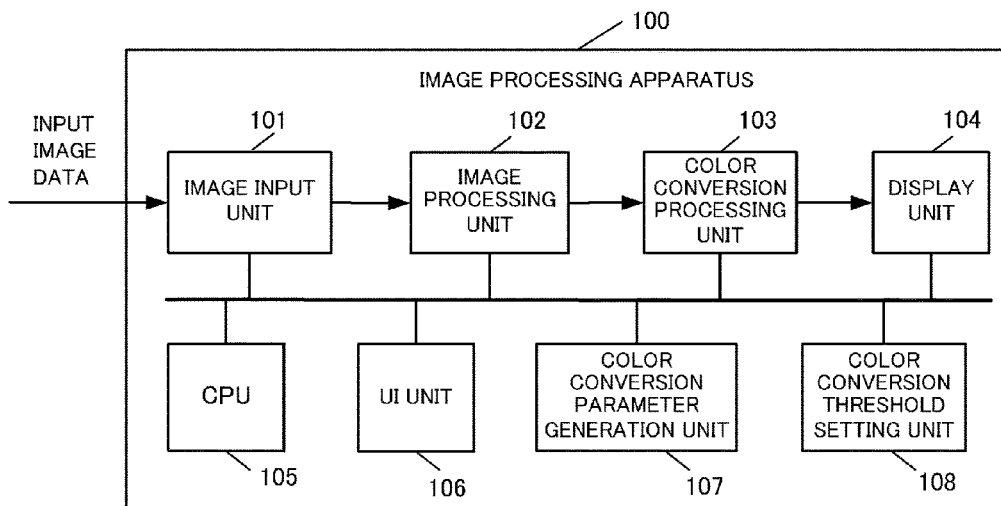 100
IMAGE PROCESSING APPARATUS
INPUT
IMAGE
DATA
101
102
103
104
IMAGE INPUT
UNIT
IMAGE
PROCESSING
UNIT
COLOR
CONVERSION
PROCESSING
UNIT
DISPLAY
UNIT
CPU
UI UNIT
COLOR
CONVERSION
PARAMETER
GENERATION UNIT
COLOR
CONVERSION
THRESHOLD
SETTING UNIT
105
106
107
108